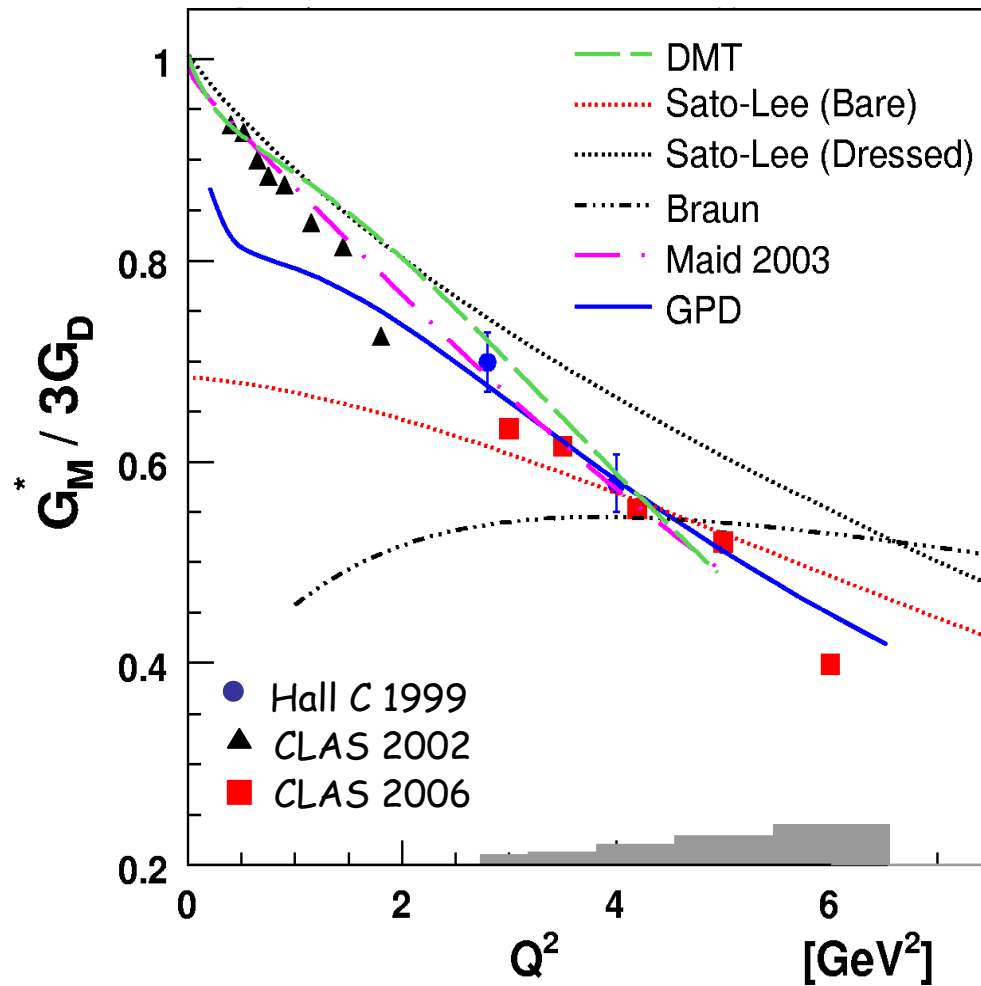 DMT
Sato-Lee (Bare)
Sato-Lee (Dressed)
Braun
Maid 2003
GPD
1
0.8
0.6
0.4
0.2
G*M / 3GD
Hall C 1999
CLAS 2002
CLAS 2006
0 2 4 6
Q² [GeV²]